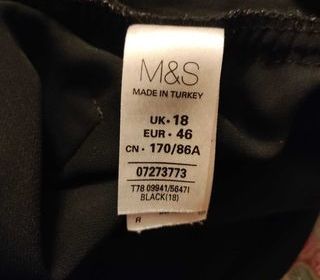 M&S
MADE IN TURKEY
UK· 18
EUR · 46
CN · 170/86A
07273773
T78 09941/5647I
BLACK(18)
R